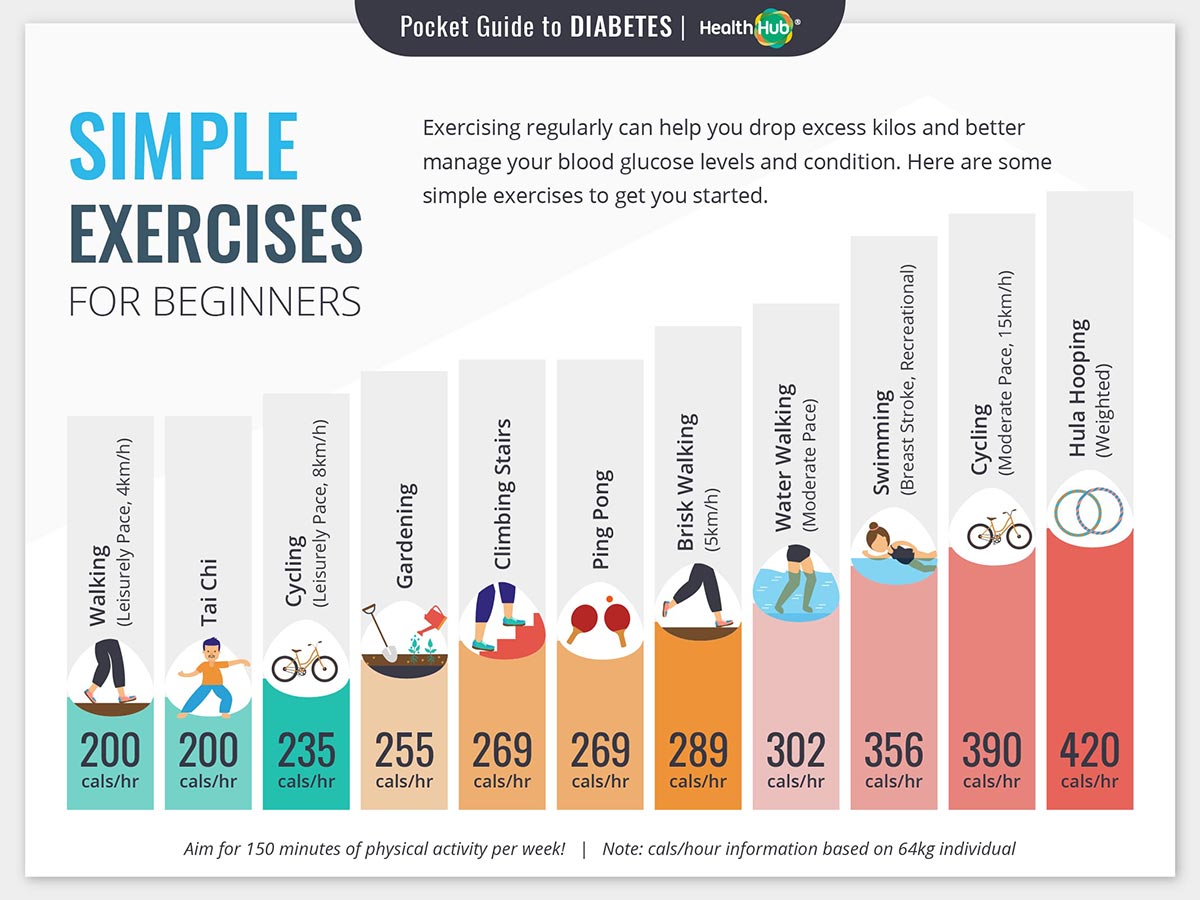 Pocket Guide to DIABETES | HealthHub®
SIMPLE
EXERCISES
FOR BEGINNERS
Exercising regularly can help you drop excess kilos and better
manage your blood glucose levels and condition. Here are some
simple exercises to get you started.
Walking
(Leisurely Pace, 4km/h)
200
cals/hr
Tai Chi
200
cals/hr
Cycling
(Leisurely Pace, 8km/h)
235
cals/hr
Gardening
255
cals/hr
Climbing Stairs
269
cals/hr
Ping Pong
269
cals/hr
Brisk Walking
(5km/h)
289
cals/hr
Water Walking
(Moderate Pace)
302
cals/hr
Swimming
(Breast Stroke, Recreational)
356
cals/hr
Cycling
(Moderate Pace, 15km/h)
390
cals/hr
Hula Hooping
(Weighted)
420
cals/hr
Aim for 150 minutes of physical activity per week! | Note: cals/hour information based on 64kg individual